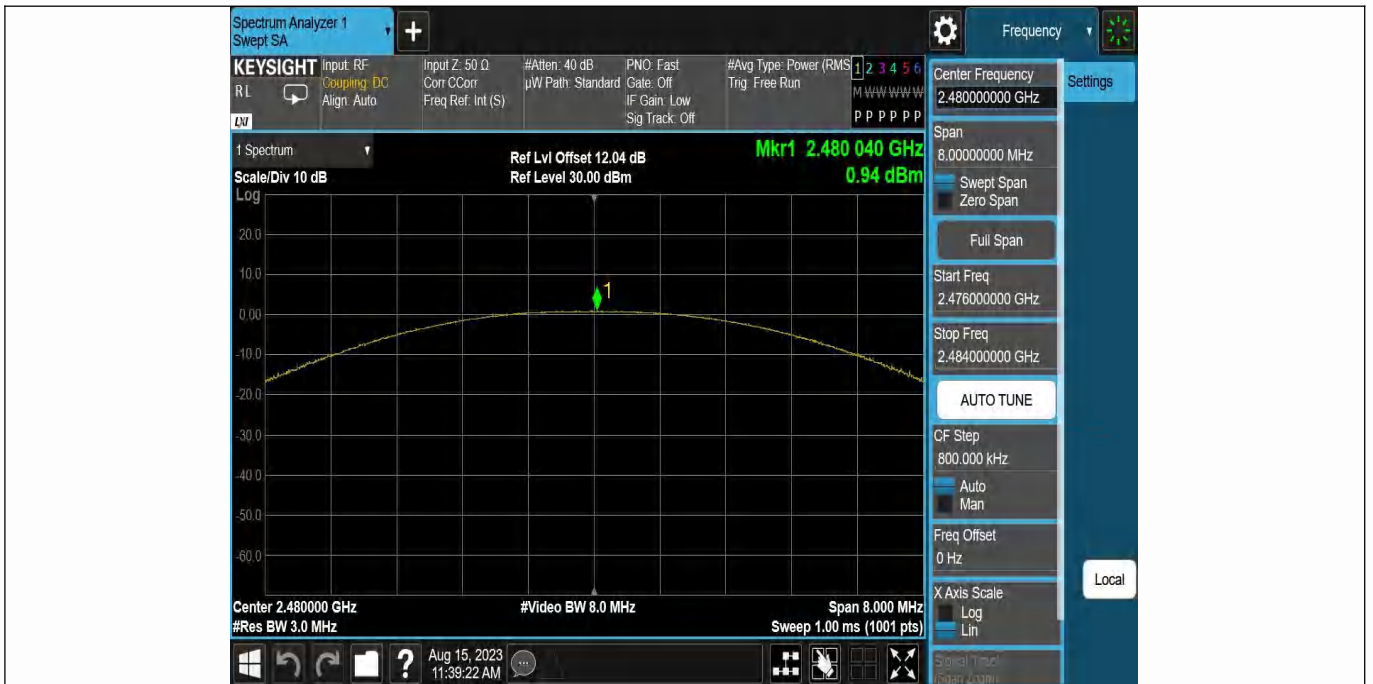 Spectrum Analyzer 1
Swept SA
+
Frequency
KEYSIGHT
RL
LXI
Input: RF
Coupling: DC
Align: Auto
Input Z: 50 Ω
Corr CCorr
Freq Ref: Int (S)
#Atten: 40 dB
µW Path: Standard
PNO: Fast
Gate: Off
IF Gain: Low
Sig Track: Off
#Avg Type: Power (RMS
Trig: Free Run
1 2 3 4 5 6
M W W W W W
P P P P P P
1 Spectrum
Scale/Div 10 dB
Ref Lvl Offset 12.04 dB
Ref Level 30.00 dBm
Mkr1 2.480 040 GHz
0.94 dBm
Log
20.0
10.0
0.00
-10.0
-20.0
-30.0
-40.0
-50.0
-60.0
1
Center 2.480000 GHz
#Res BW 3.0 MHz
#Video BW 8.0 MHz
Span 8.000 MHz
Sweep 1.00 ms (1001 pts)
Center Frequency
2.480000000 GHz
Settings
Span
8.00000000 MHz
Swept Span
Zero Span
Full Span
Start Freq
2.476000000 GHz
Stop Freq
2.484000000 GHz
AUTO TUNE
CF Step
800.000 kHz
Auto
Man
Freq Offset
0 Hz
X Axis Scale
Log
Lin
Signal Track
(Span Zoom)
Local
?
Aug 15, 2023
11:39:22 AM